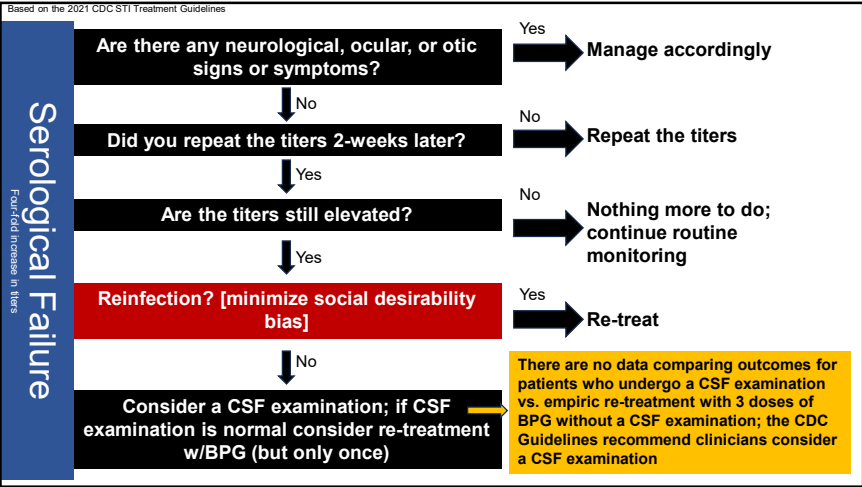 Based on the 2021 CDC STI Treatment Guidelines
Serological Failure
Four-fold increase in titers
Are there any neurological, ocular, or otic
signs or symptoms?
Yes
Manage accordingly
No
Did you repeat the titers 2-weeks later?
No
Repeat the titers
Yes
Are the titers still elevated?
No
Nothing more to do;
continue routine
monitoring
Yes
Reinfection? [minimize social desirability
bias]
Yes
Re-treat
No
Consider a CSF examination; if CSF
examination is normal consider re-treatment
w/BPG (but only once)
There are no data comparing outcomes for
patients who undergo a CSF examination
vs. empiric re-treatment with 3 doses of
BPG without a CSF examination; the CDC
Guidelines recommend clinicians consider
a CSF examination